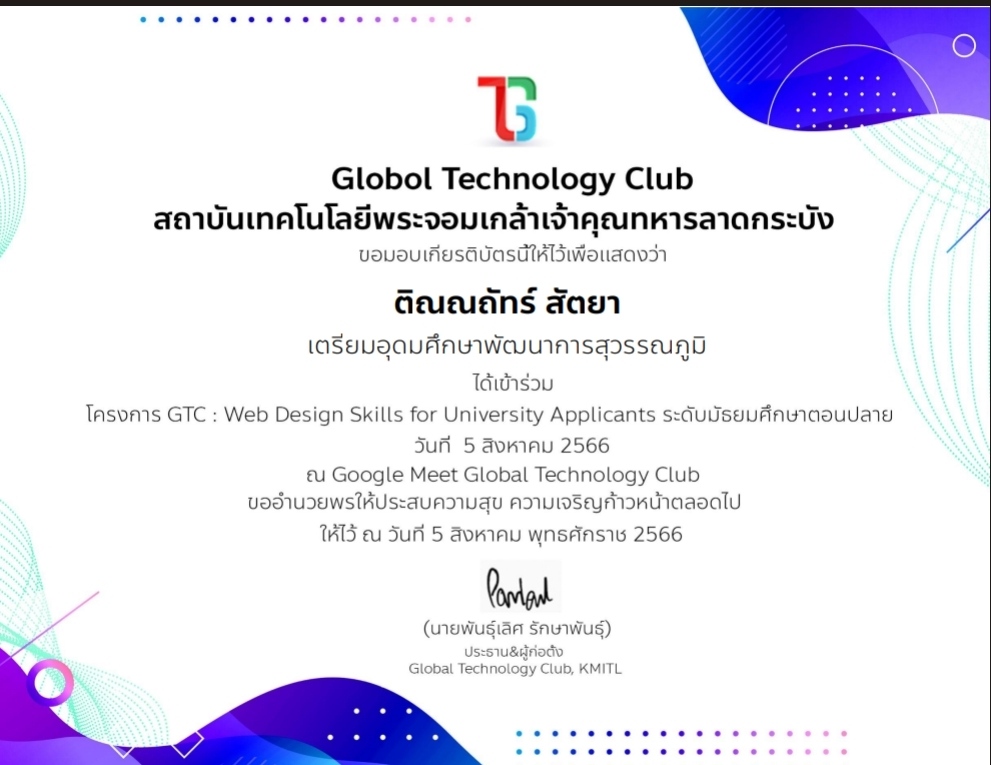 Globol Technology Club
สถาบันเทคโนโลยีพระจอมเกล้าเจ้าคุณทหารลาดกระบัง
ขอมอบเกียรติบัตรนี้ให้ไว้เพื่อแสดงว่า
ติณณภัทร์ สัตยา
เตรียมอุดมศึกษาพัฒนาการสุวรรณภูมิ
ได้เข้าร่วม
โครงการ GTC : Web Design Skills for University Applicants ระดับมัธยมศึกษาตอนปลาย
วันที่ 5 สิงหาคม 2566
ณ Google Meet Global Technology Club
ขออำนวยพรให้ประสบความสุข ความเจริญก้าวหน้าตลอดไป
ให้ไว้ ณ วันที่ 5 สิงหาคม พุทธศักราช 2566
(นายพันธุ์เลิศ รักษาพันธุ์)
ประธาน&ผู้ก่อตั้ง
Global Technology Club, KMITL